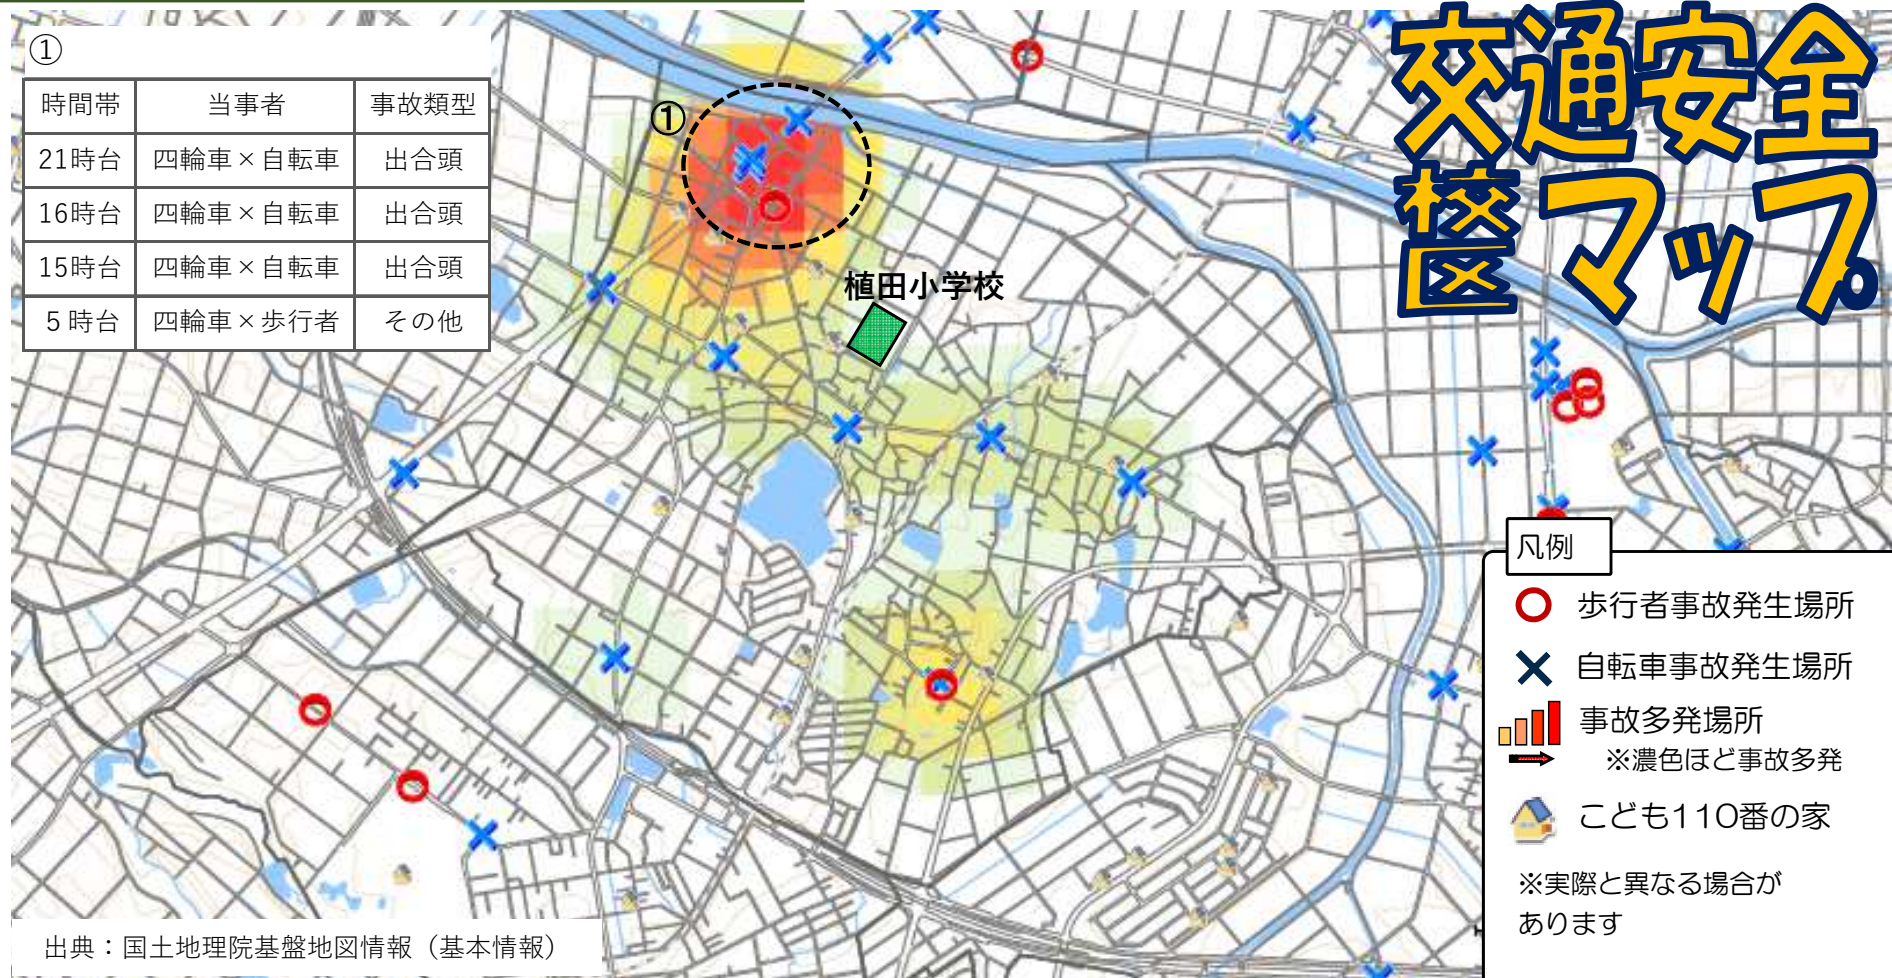 ①
時間帯 当事者 事故類型
21時台 四輪車×自転車 出合頭
16時台 四輪車×自転車 出合頭
15時台 四輪車×自転車 出合頭
５時台 四輪車×歩行者 その他
①
植田小学校
交通安全
校区マップ
凡例
歩行者事故発生場所
自転車事故発生場所
事故多発場所
※濃色ほど事故多発
こども110番の家
※実際と異なる場合が
あります
出典：国土地理院基盤地図情報（基本情報）